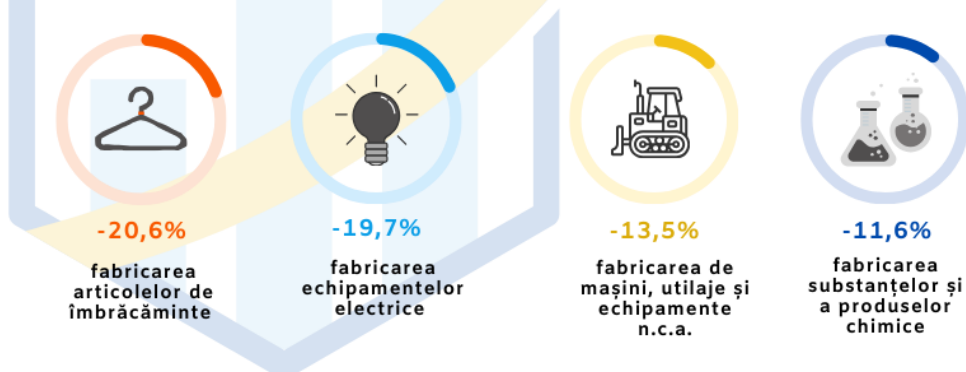 -20,6%
fabricarea
articolelor de
îmbrăcăminte
-19,7%
fabricarea
echipamentelor
electrice
-13,5%
fabricarea de
mașini, utilaje și
echipamente
n.c.a.
-11,6%
fabricarea
substanțelor și
a produselor
chimice